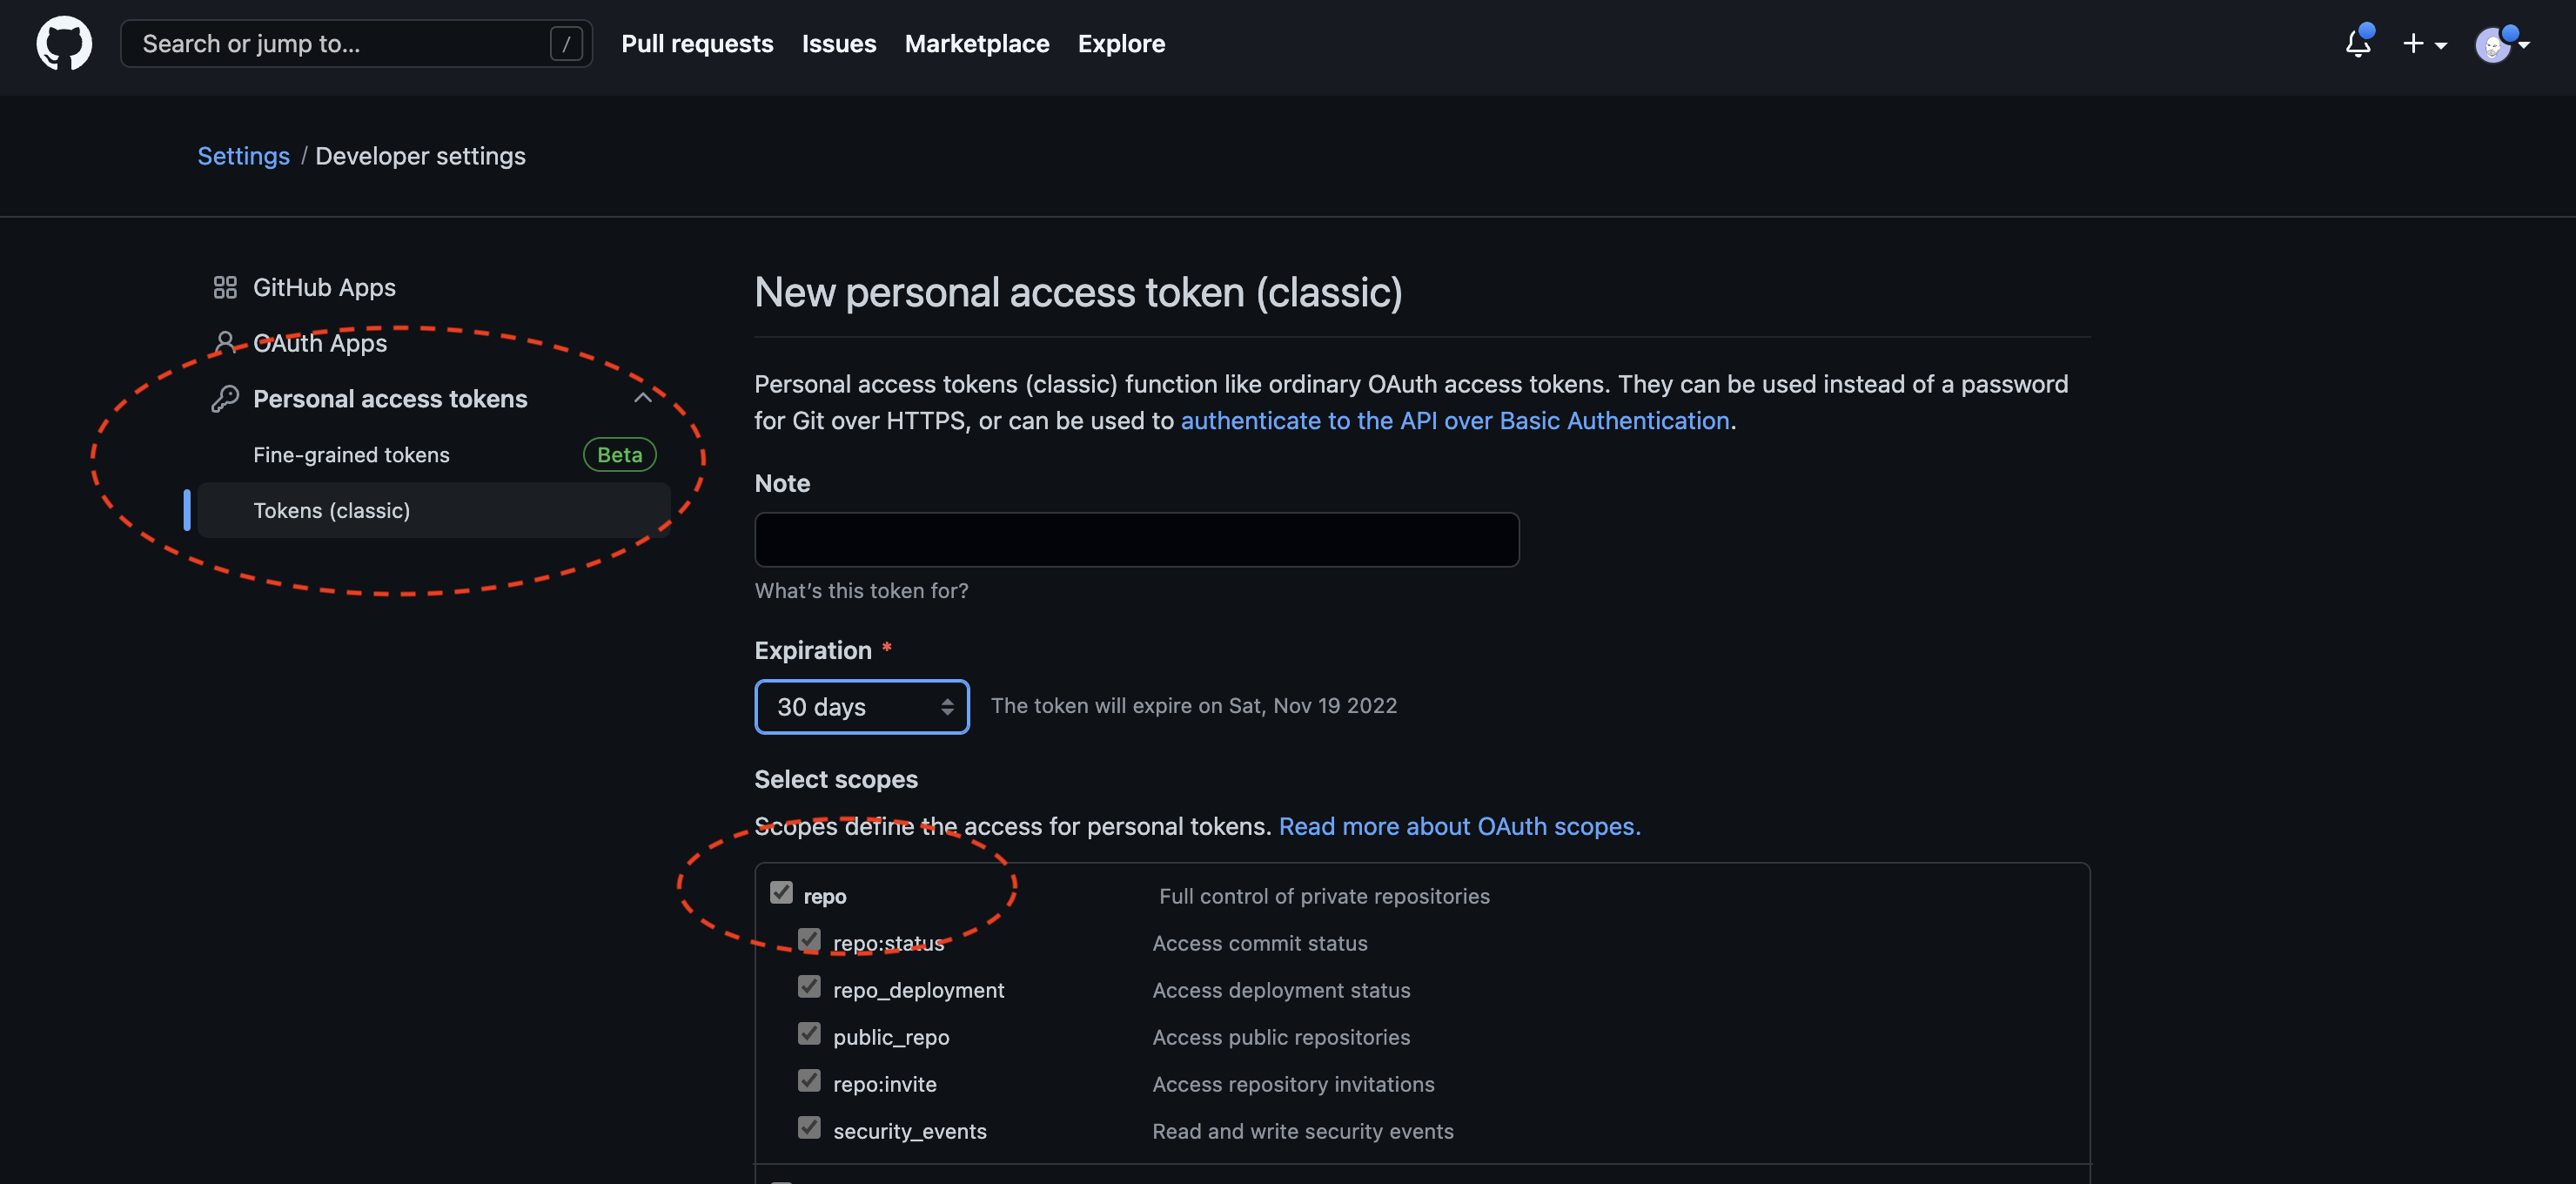 Search or jump to...
/
Pull requests
Issues
Marketplace
Explore
Settings / Developer settings
GitHub Apps
OAuth Apps
Personal access tokens
Fine-grained tokens
Beta
Tokens (classic)
New personal access token (classic)
Personal access tokens (classic) function like ordinary OAuth access tokens. They can be used instead of a password
for Git over HTTPS, or can be used to authenticate to the API over Basic Authentication.
Note
What's this token for?
Expiration *
30 days
The token will expire on Sat, Nov 19 2022
Select scopes
Scopes define the access for personal tokens. Read more about OAuth scopes.
repo
Full control of private repositories
repo:status
Access commit status
repo_deployment
Access deployment status
public_repo
Access public repositories
repo:invite
Access repository invitations
security_events
Read and write security events